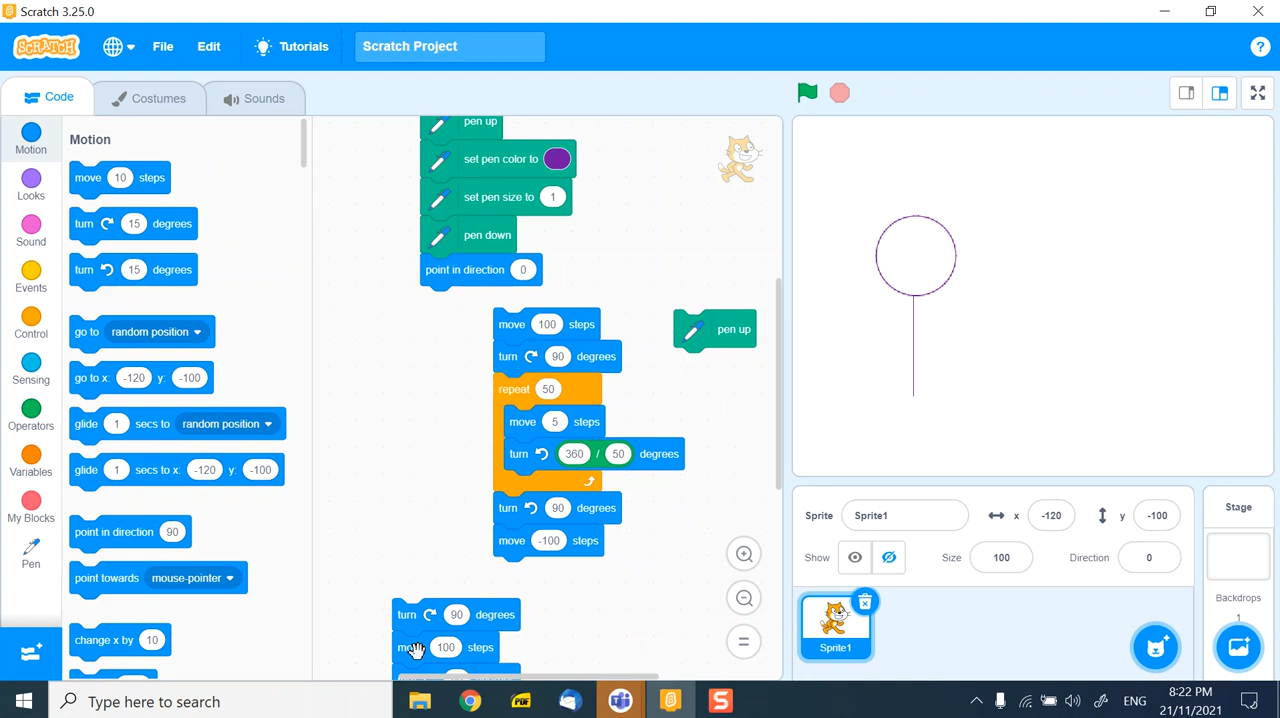 Scratch 3.25.0
SCRATCH File Edit Tutorials Scratch Project ?
Code Costumes Sounds
Motion
Looks
Sound
Events
Control
Sensing
Operators
Variables
My Blocks
Pen
Motion
move 10 steps
turn 15 degrees
turn 15 degrees
go to random position
go to x: -120 y: -100
glide 1 secs to random position
glide 1 secs to x: -120 y: -100
point in direction 90
point towards mouse-pointer
change x by 10
pen up
set pen color to
set pen size to 1
pen down
point in direction 0
move 100 steps
turn 90 degrees
repeat 50
move 5 steps
turn 360 / 50 degrees
turn 90 degrees
move -100 steps
pen up
turn 90 degrees
move 100 steps
Sprite Sprite1 x -120 y -100
Show Size 100 Direction 0
Sprite1
Stage
Backdrops
1
Type here to search
PDF
S
ENG
8:22 PM
21/11/2021